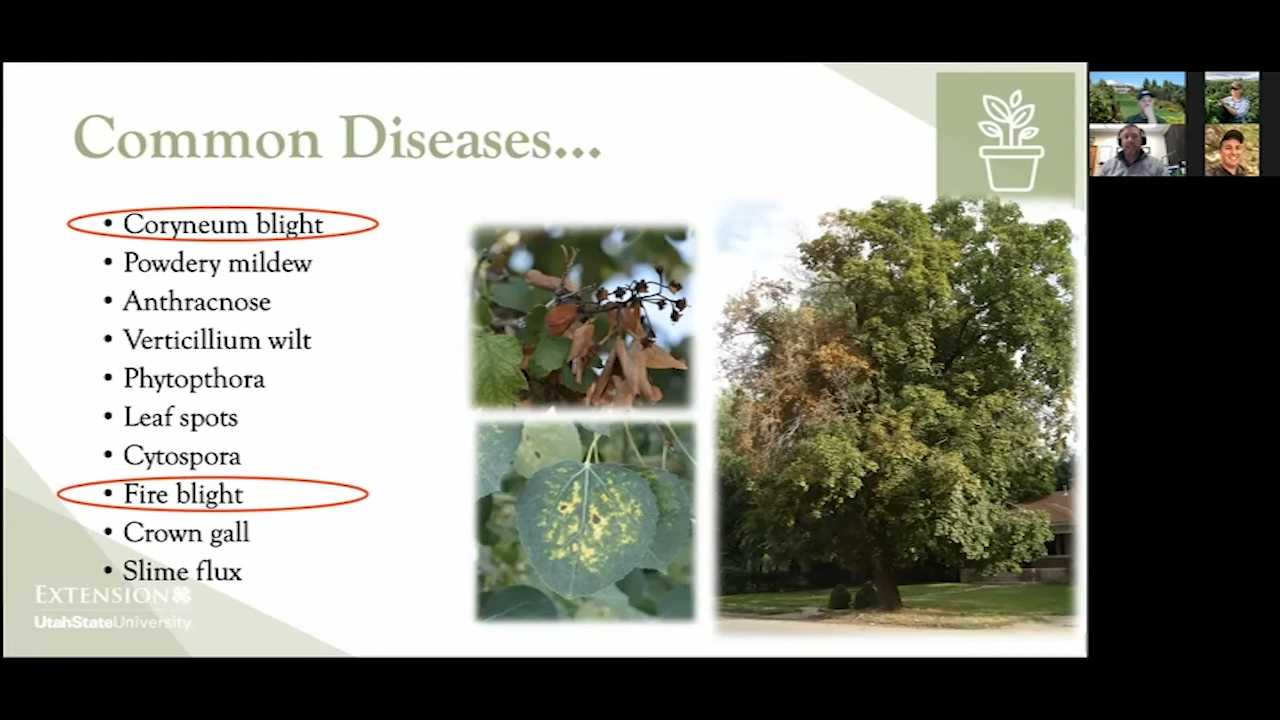 Common Diseases...
• Coryneum blight
• Powdery mildew
• Anthracnose
• Verticillium wilt
• Phytopthora
• Leaf spots
• Cytospora
• Fire blight
• Crown gall
• Slime flux
EXTENSION
UtahStateUniversity